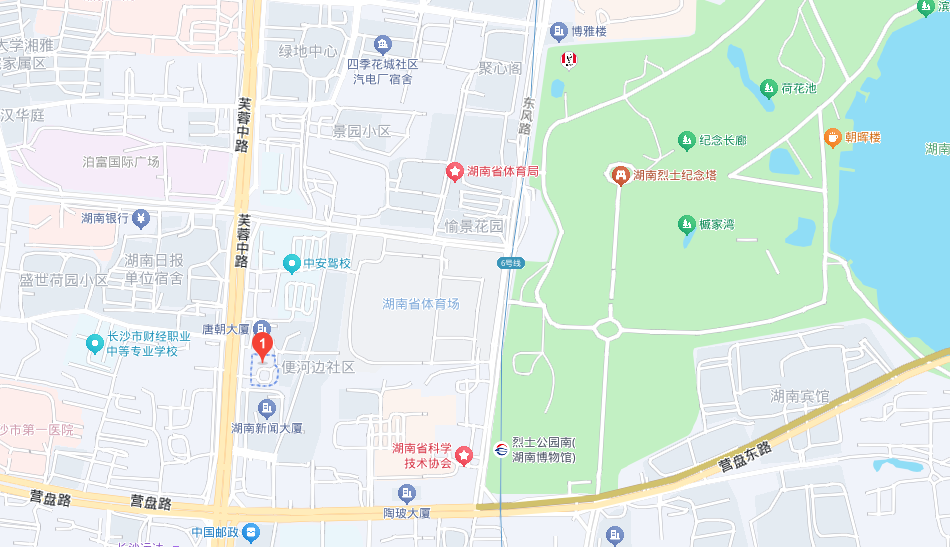 博雅楼
滨
绿地中心
大学湘雅
家属区
四季花城社区
汽电厂宿舍
聚心阁
荷花池
东风路
汉华庭
芙蓉中路
景园小区
纪念长廊
朝晖楼
湖南
泊富国际广场
湖南省体育局
湖南烈士纪念塔
湖南银行
芙蓉中路
愉景花园
樾家湾
湖南日报
单位宿舍
中安驾校
6号线
盛世荷园小区
湖南省体育场
唐朝大厦
长沙市财经职业
中等专业学校
1
便河边社区
湖南宾馆
湖南新闻大厦
沙市第一医院
湖南省科学
技术协会
烈士公园南(
湖南博物馆)
营盘东路
营盘路
营盘路
陶玻大厦
中国邮政